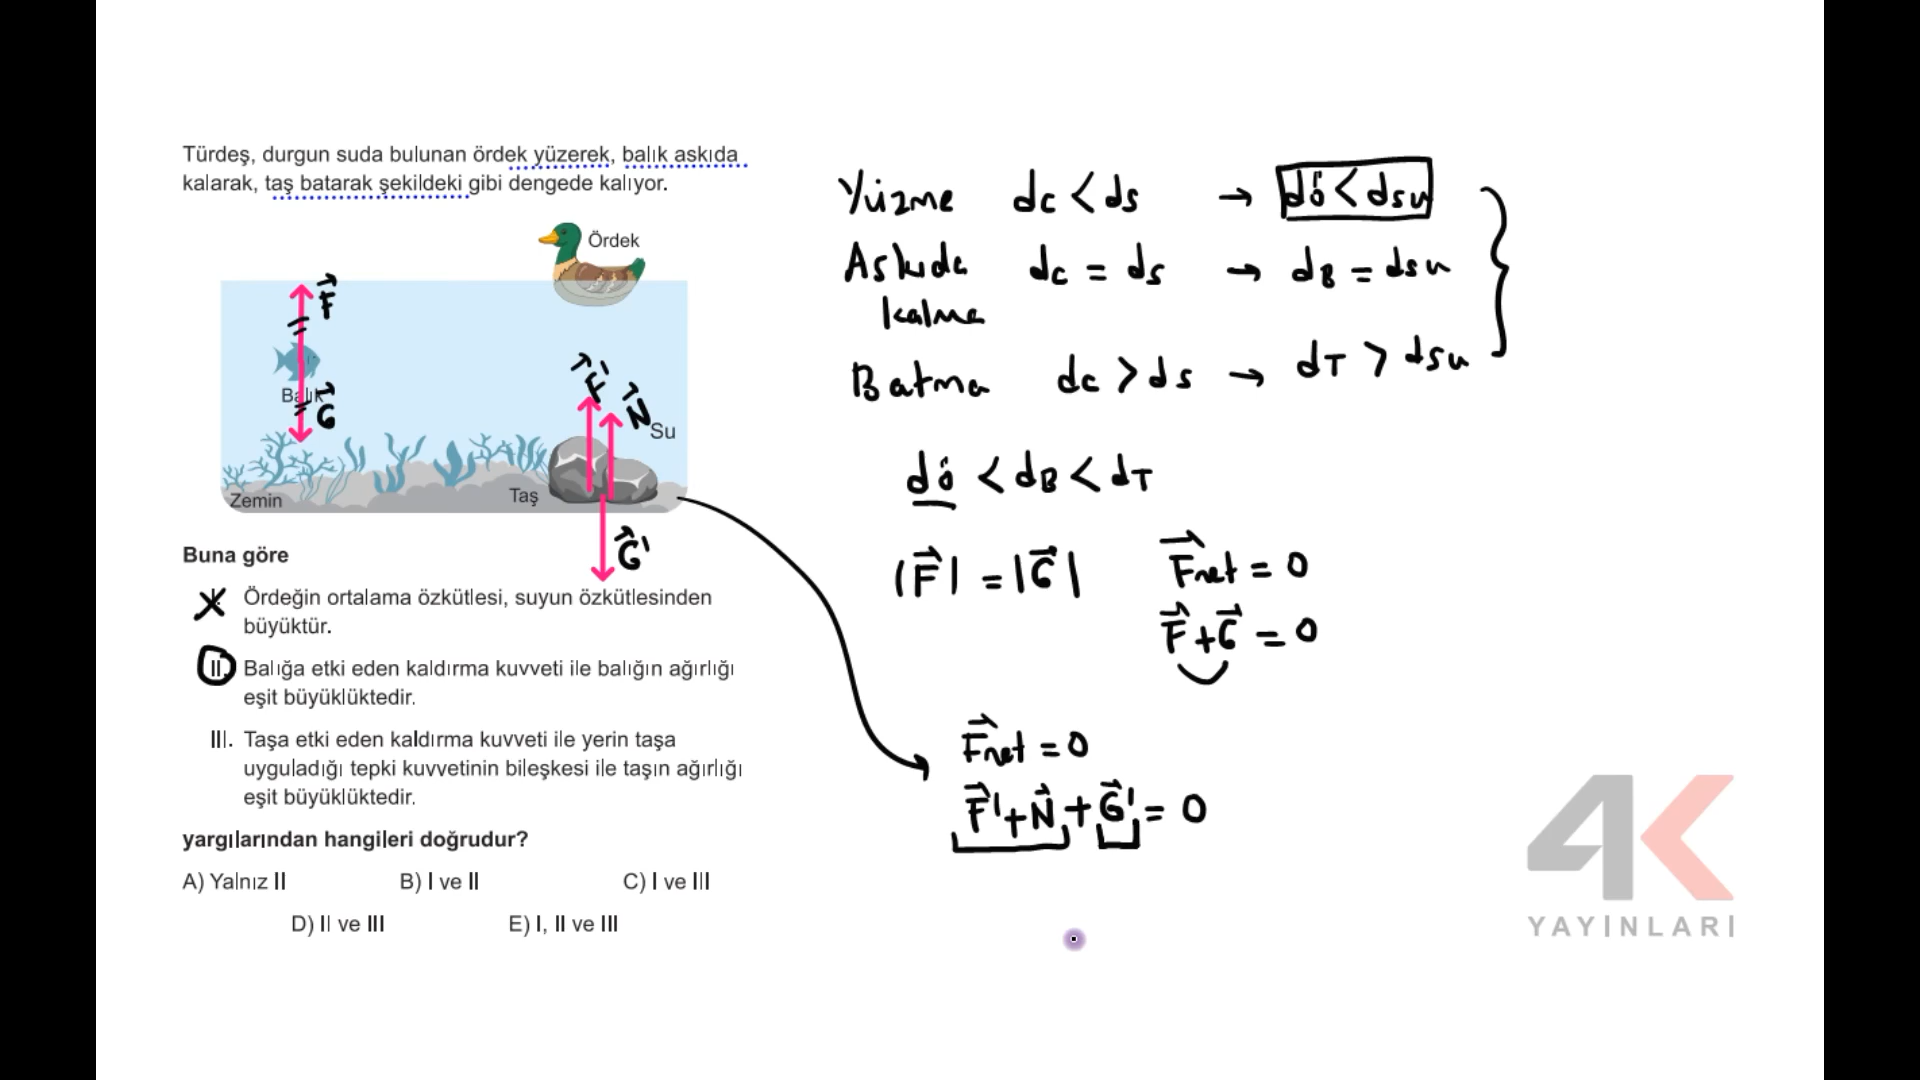 Türdeş, durgun suda bulunan ördek yüzerek, balık askıda
kalarak, taş batarak şekildeki gibi dengede kalıyor.
Ördek
F
Balık
G
F'
N
Su
Taş
Zemin
G'
Buna göre
I. Ördeğin ortalama özkütlesi, suyun özkütlesinden
büyüktür.
II. Balığa etki eden kaldırma kuvveti ile balığın ağırlığı
eşit büyüklüktedir.
III. Taşa etki eden kaldırma kuvveti ile yerin taşa
uyguladığı tepki kuvvetinin bileşkesi ile taşın ağırlığı
eşit büyüklüktedir.
yargılarından hangileri doğrudur?
A) Yalnız II B) I ve II C) I ve III
D) II ve III E) I, II ve III
Yüzme dc < ds → dö < dsu
Askıda dc = ds → dB = dsu
kalma
Batma dc > ds → dT > dsu
dö < dB < dT
|F| = |G| Fnet = 0
F + G = 0
Fnet = 0
F' + N + G' = 0
4K
YAYINLARI